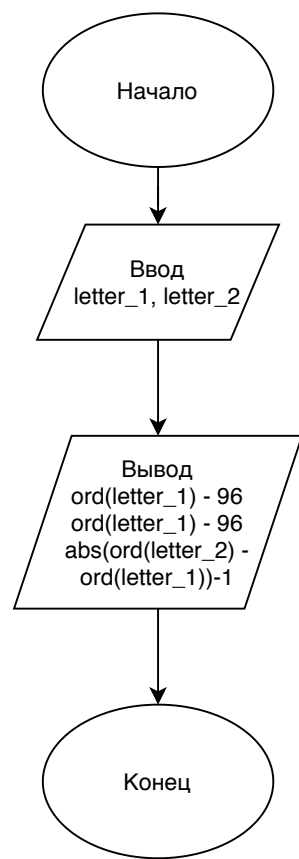 Начало
Ввод
letter_1, letter_2
Вывод
ord(letter_1) - 96
ord(letter_1) - 96
abs(ord(letter_2) -
ord(letter_1))-1
Конец